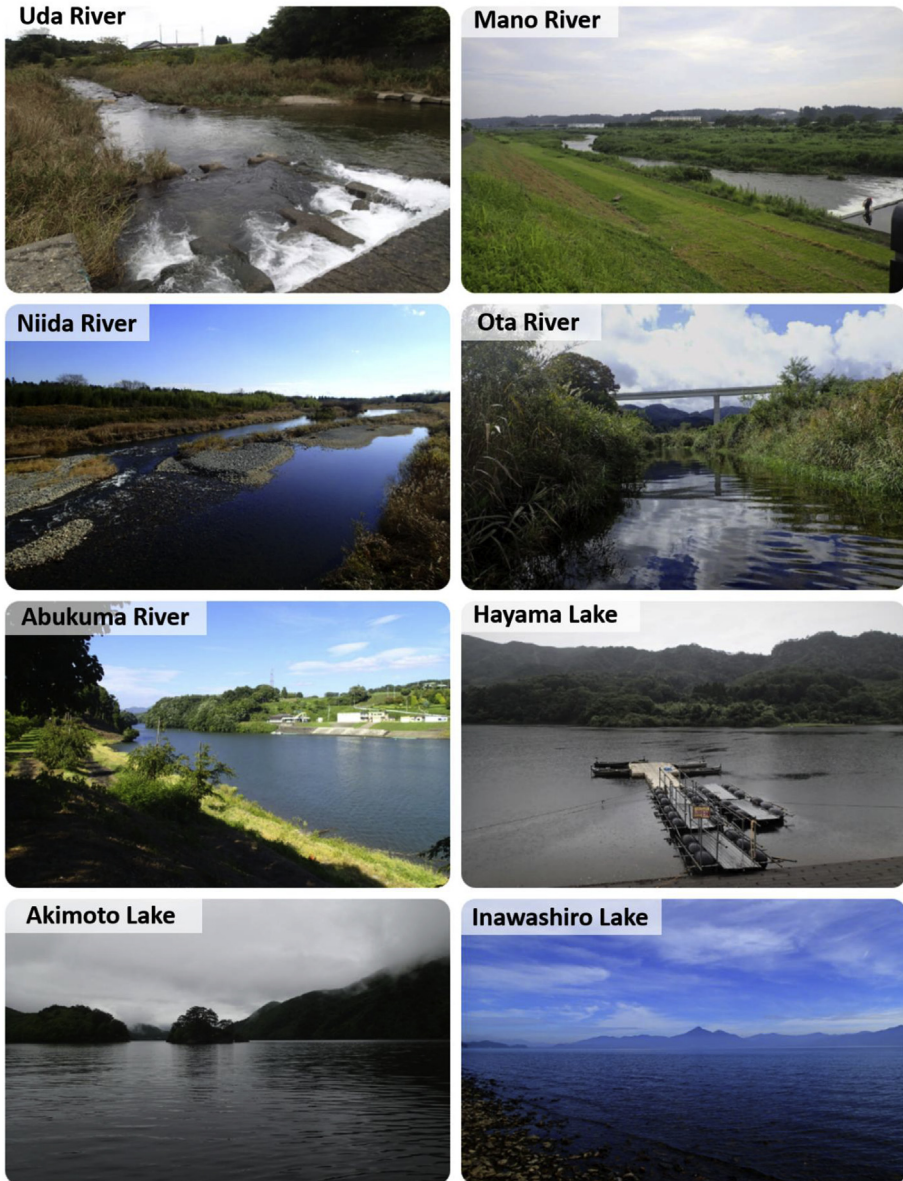 Uda River
Mano River
Niida River
Ota River
Abukuma River
Hayama Lake
Akimoto Lake
Inawashiro Lake